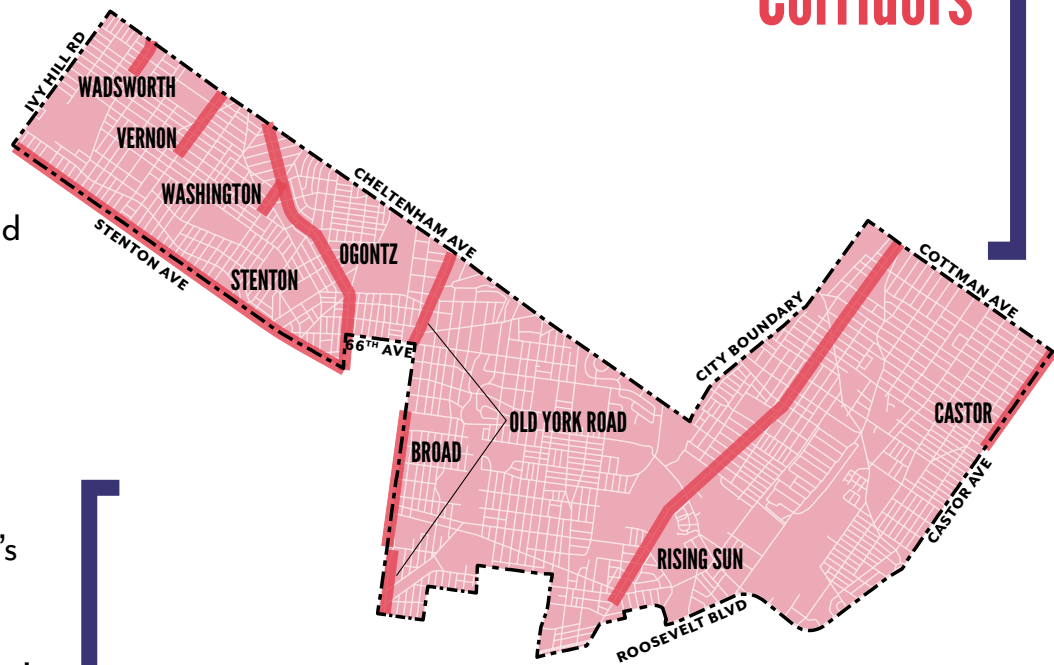 Corridors
IVY HILL RD
WADSWORTH
VERNON
WASHINGTON
CHELTENHAM AVE
d
STENTON AVE
STENTON
OGONTZ
COTTMAN AVE
CITY BOUNDARY
66TH AVE
OLD YORK ROAD
CASTOR
BROAD
CASTOR AVE
's
RISING SUN
ROOSEVELT BLVD